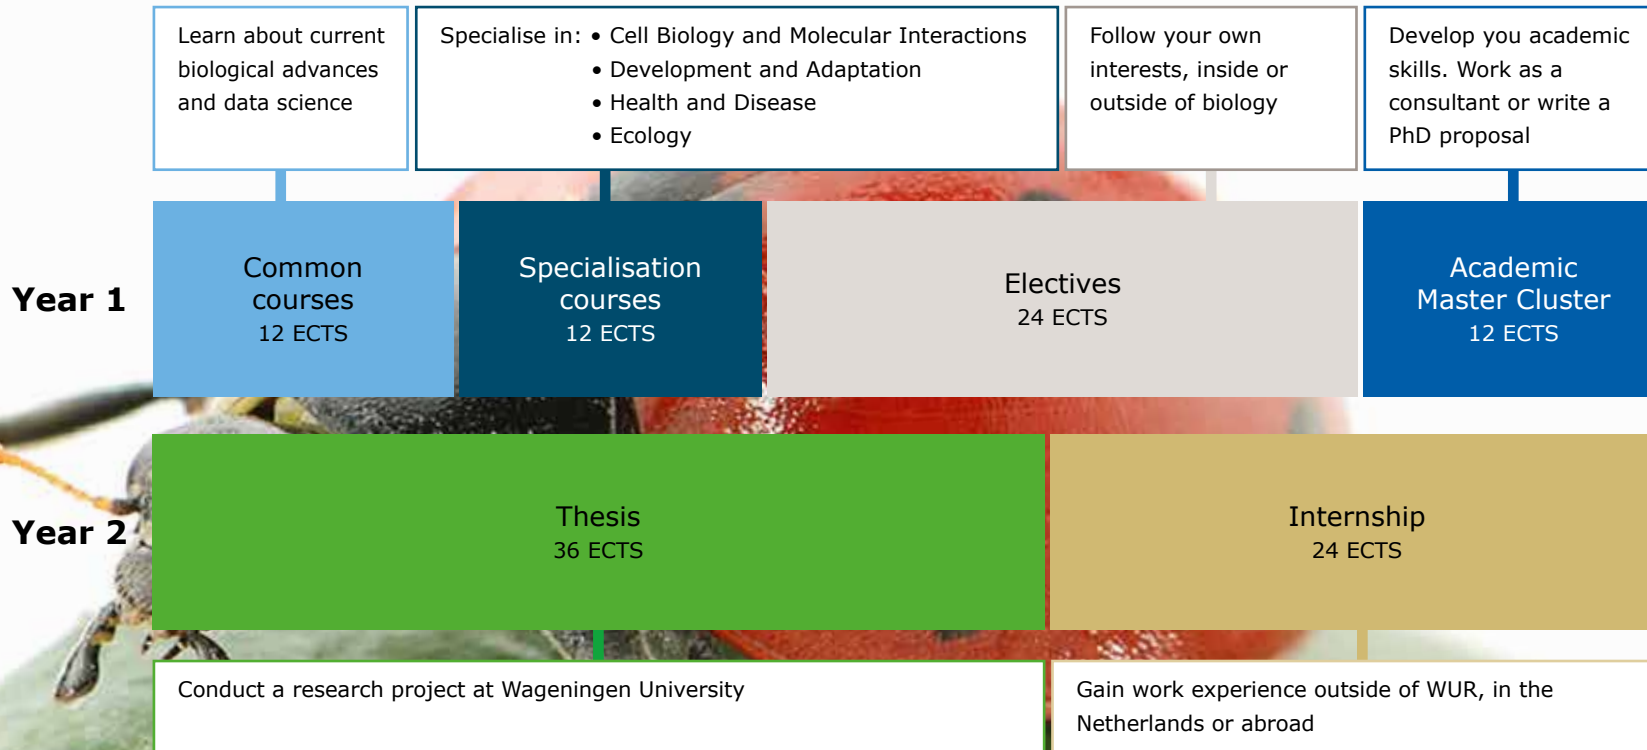 Learn about current
biological advances
and data science
Specialise in: • Cell Biology and Molecular Interactions
• Development and Adaptation
• Health and Disease
• Ecology
Follow your own
interests, inside or
outside of biology
Develop you academic
skills. Work as a
consultant or write a
PhD proposal
Year 1
Common
courses
12 ECTS
Specialisation
courses
12 ECTS
Electives
24 ECTS
Academic
Master Cluster
12 ECTS
Year 2
Thesis
36 ECTS
Internship
24 ECTS
Conduct a research project at Wageningen University
Gain work experience outside of WUR, in the
Netherlands or abroad